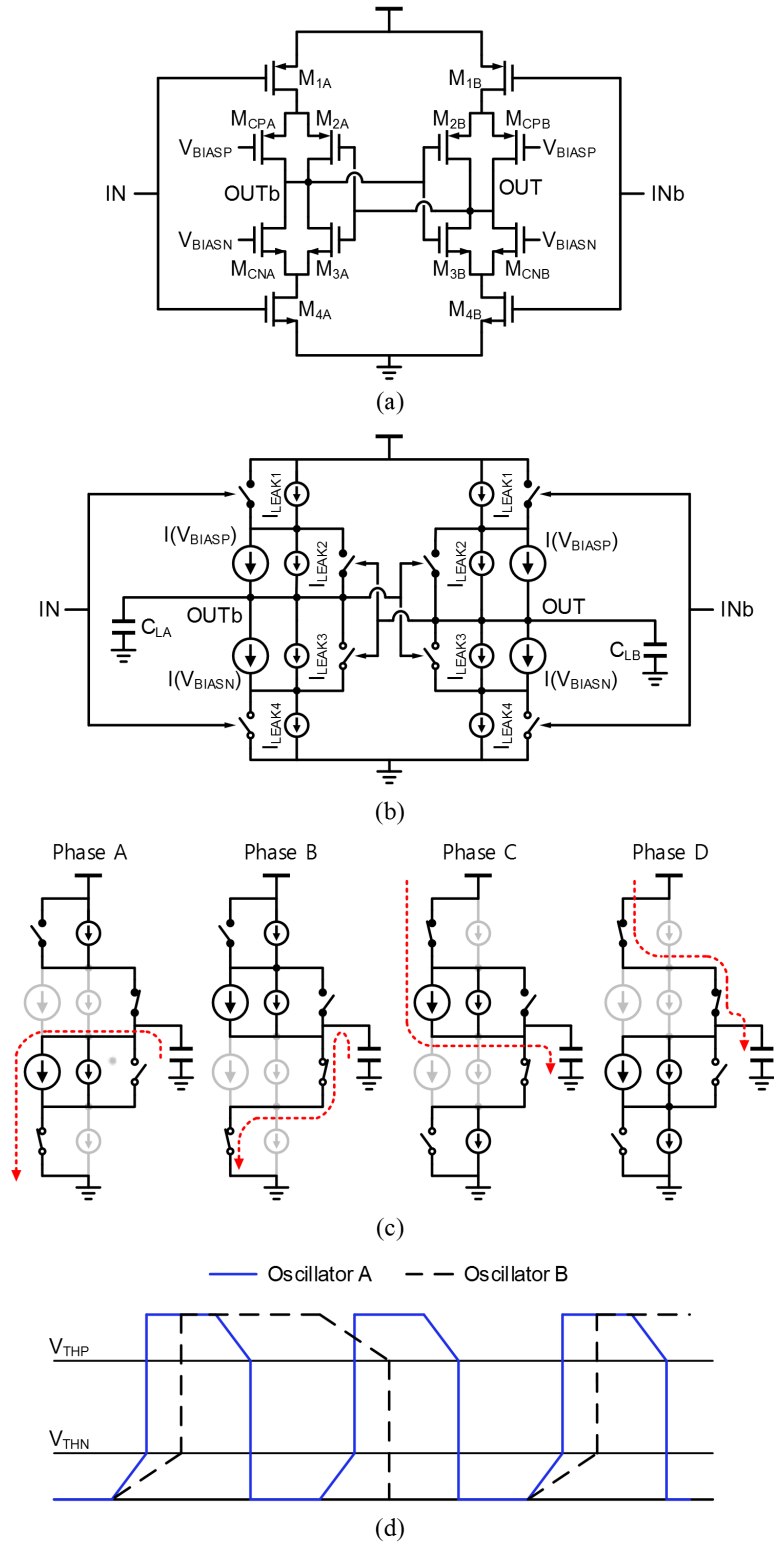 M1A
M1B
MCPA
M2A
M2B
MCPB
VBIASP
VBIASP
IN
OUTb
OUT
INb
VBIASN
VBIASN
MCNA
M3A
M3B
MCNB
M4A
M4B
(a)
ILEAK1
ILEAK1
I(VBIASP)
I(VBIASP)
ILEAK2
ILEAK2
IN
OUTb
OUT
INb
CLA
CLB
ILEAK3
ILEAK3
I(VBIASN)
I(VBIASN)
ILEAK4
ILEAK4
(b)
Phase A
Phase B
Phase C
Phase D
(c)
Oscillator A
Oscillator B
VTHP
VTHN
(d)